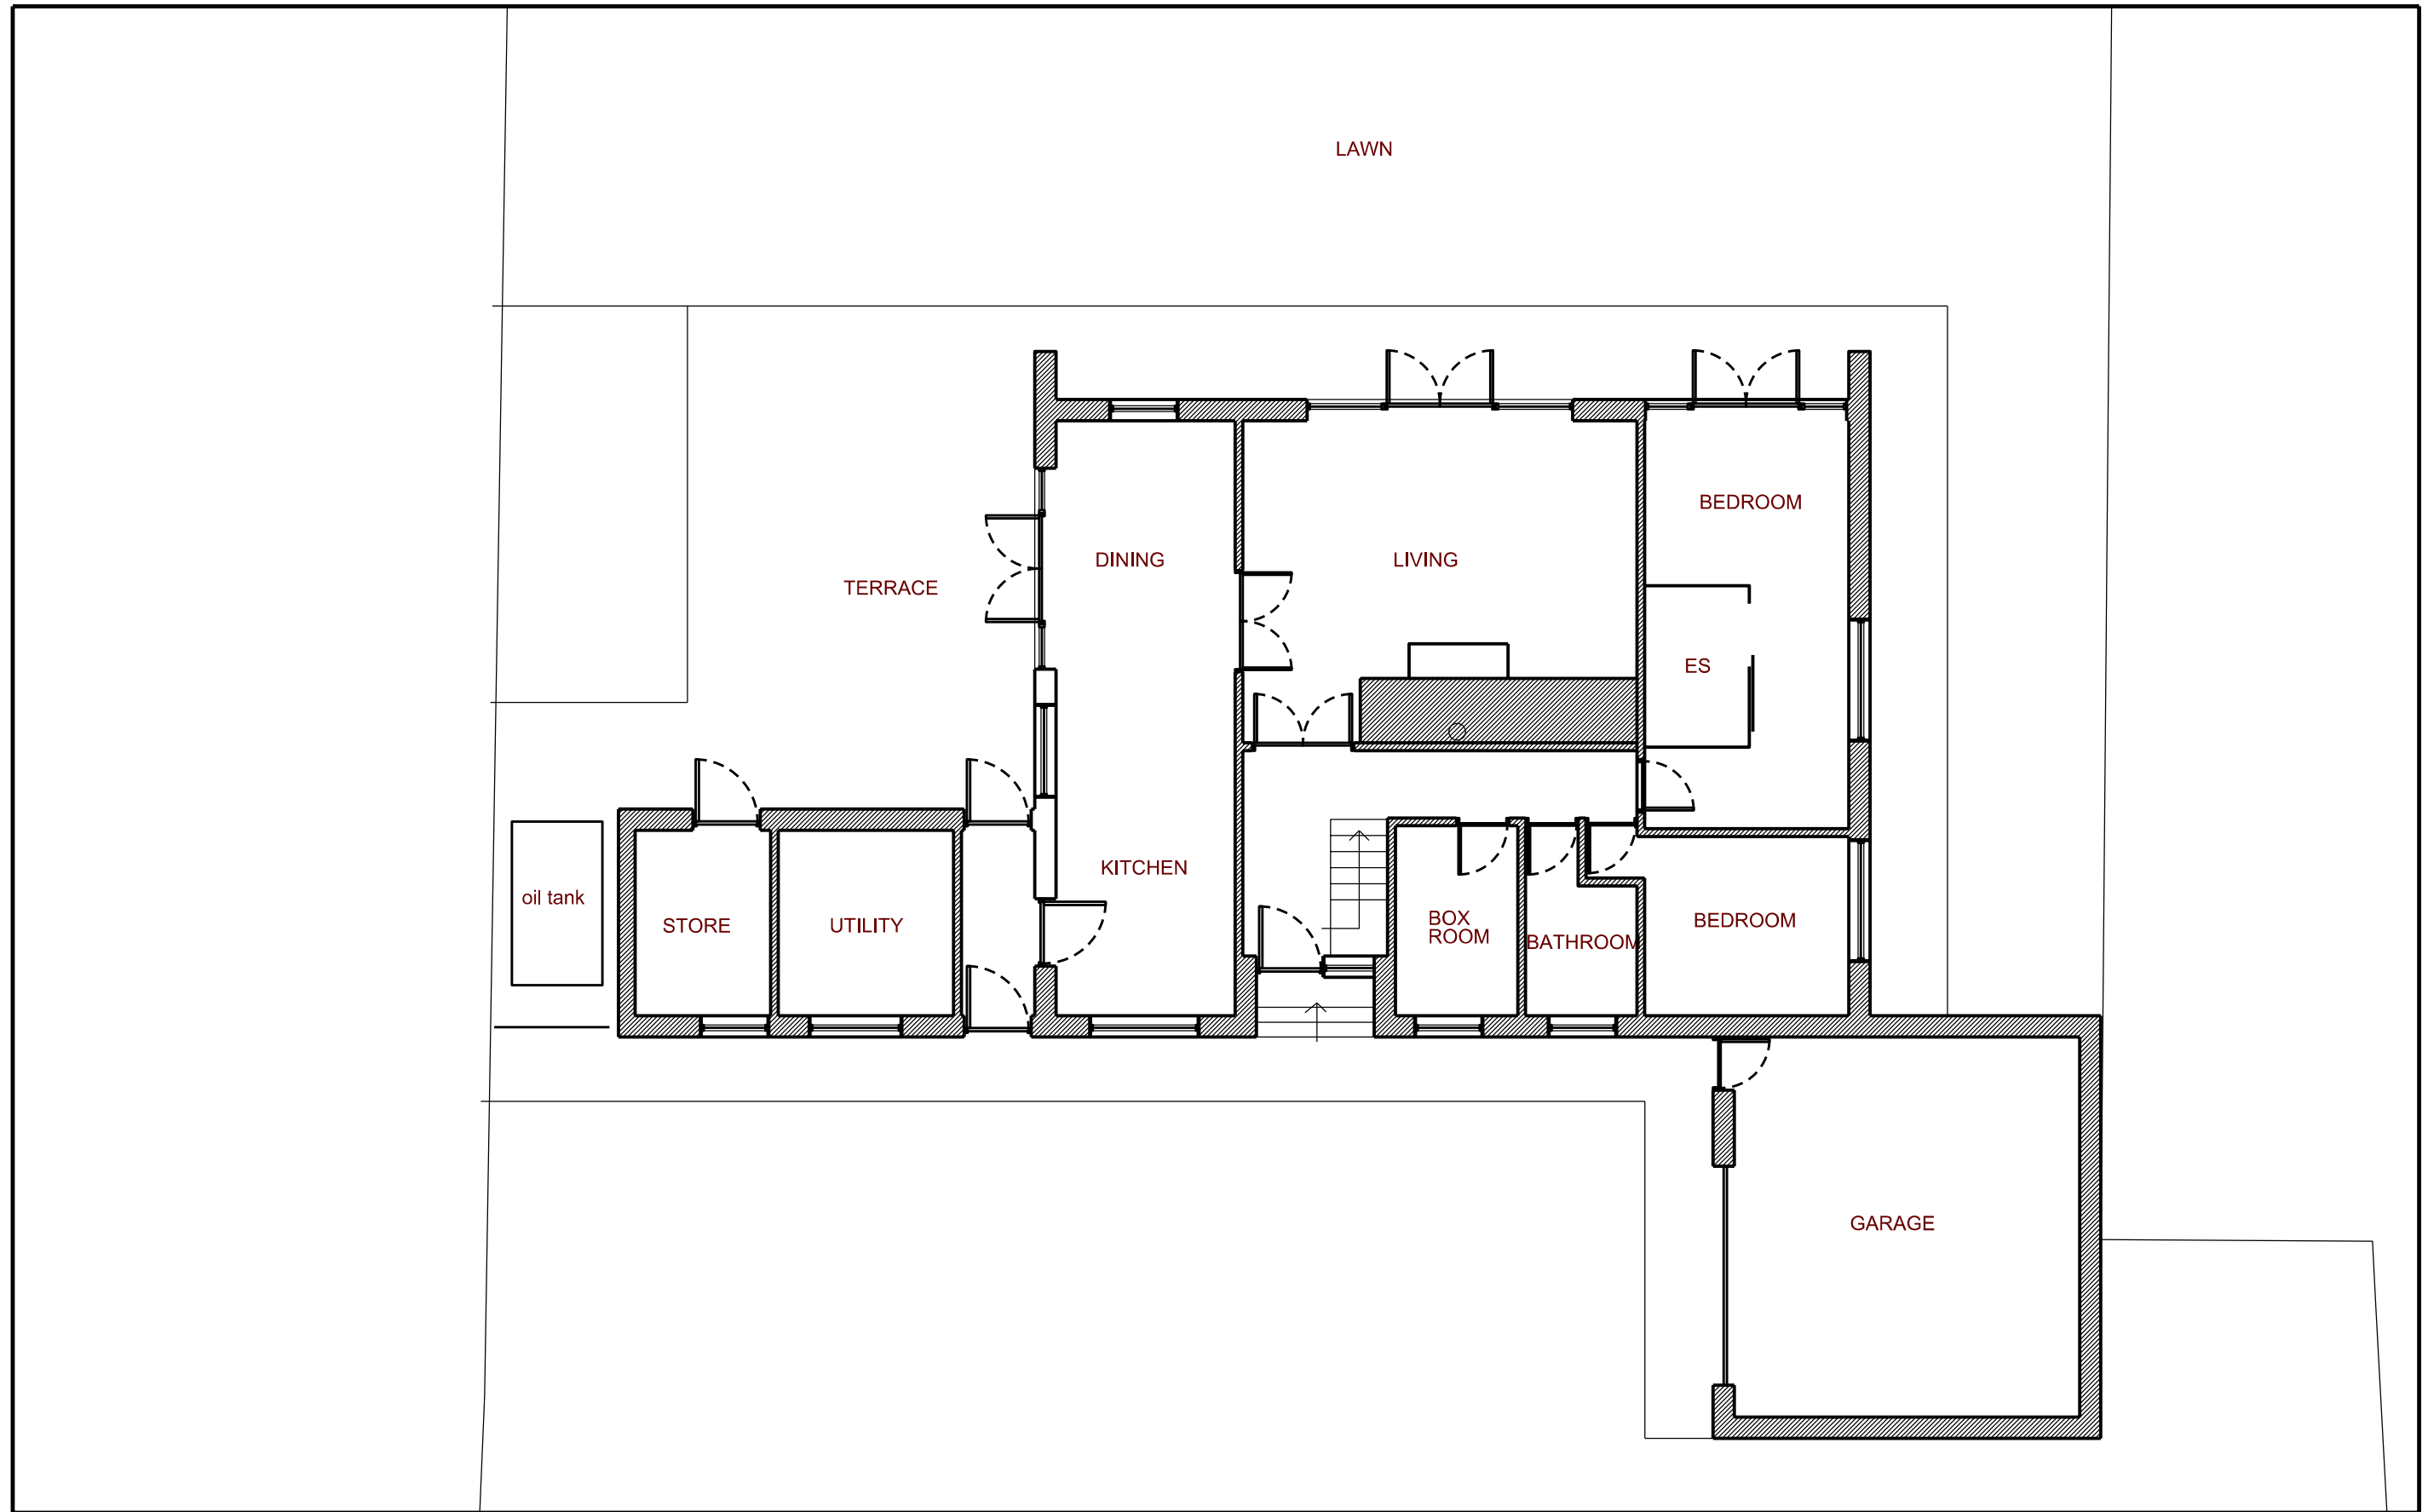 LAWN
BEDROOM
DINING
LIVING
TERRACE
ES
KITCHEN
oil tank
STORE
UTILITY
BOX
ROOM
BATHROOM
BEDROOM
GARAGE